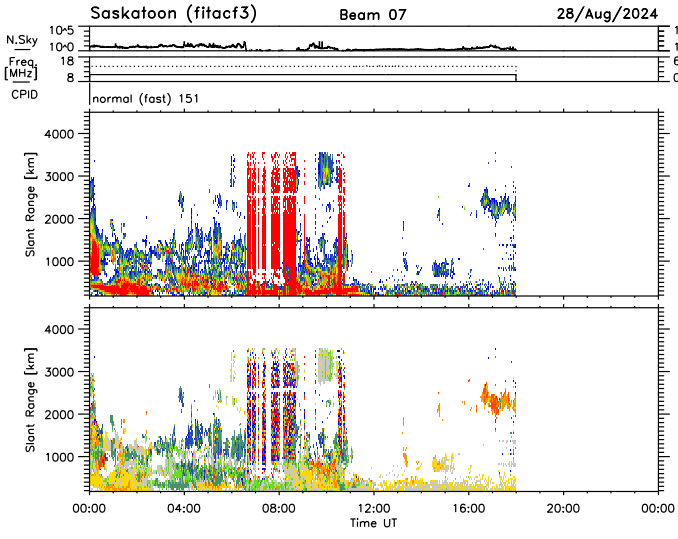 Saskatoon (fitacf3) Beam 07 28/Aug/2024
N.Sky 10^5 10^0 1 1
Freq. [MHz] 18 8 6 0
CPID normal (fast) 151
Slant Range [km] 4000 3000 2000 1000
Slant Range [km] 4000 3000 2000 1000
00:00 04:00 08:00 12:00 16:00 20:00 00:00
Time UT